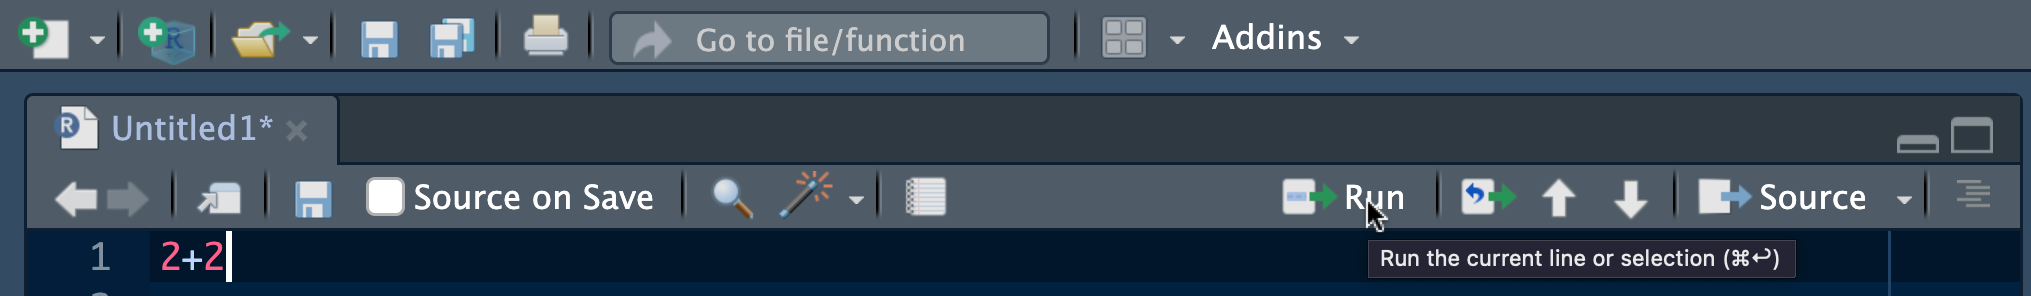 Go to file/function
Addins
Untitled1*
Source on Save
Run
Source
1 2+2
Run the current line or selection (⌘↩)